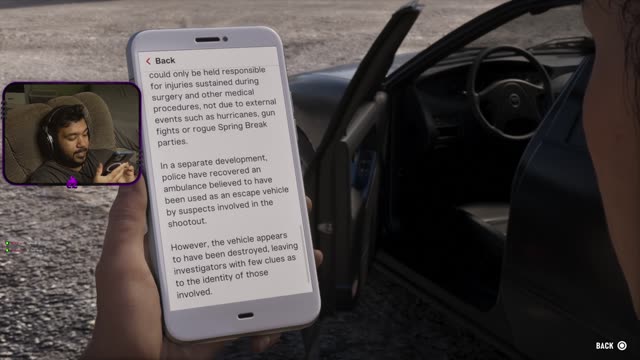 Back
could only be held responsible
for injuries sustained during
surgery and other medical
procedures, not due to external
events such as hurricanes, gun
fights or rogue Spring Break
parties.
In a separate development,
police have recovered an
ambulance believed to have
been used as an escape vehicle
by suspects involved in the
shootout.
However, the vehicle appears
to have been destroyed, leaving
investigators with few clues as
to the identity of those
involved.
BACK